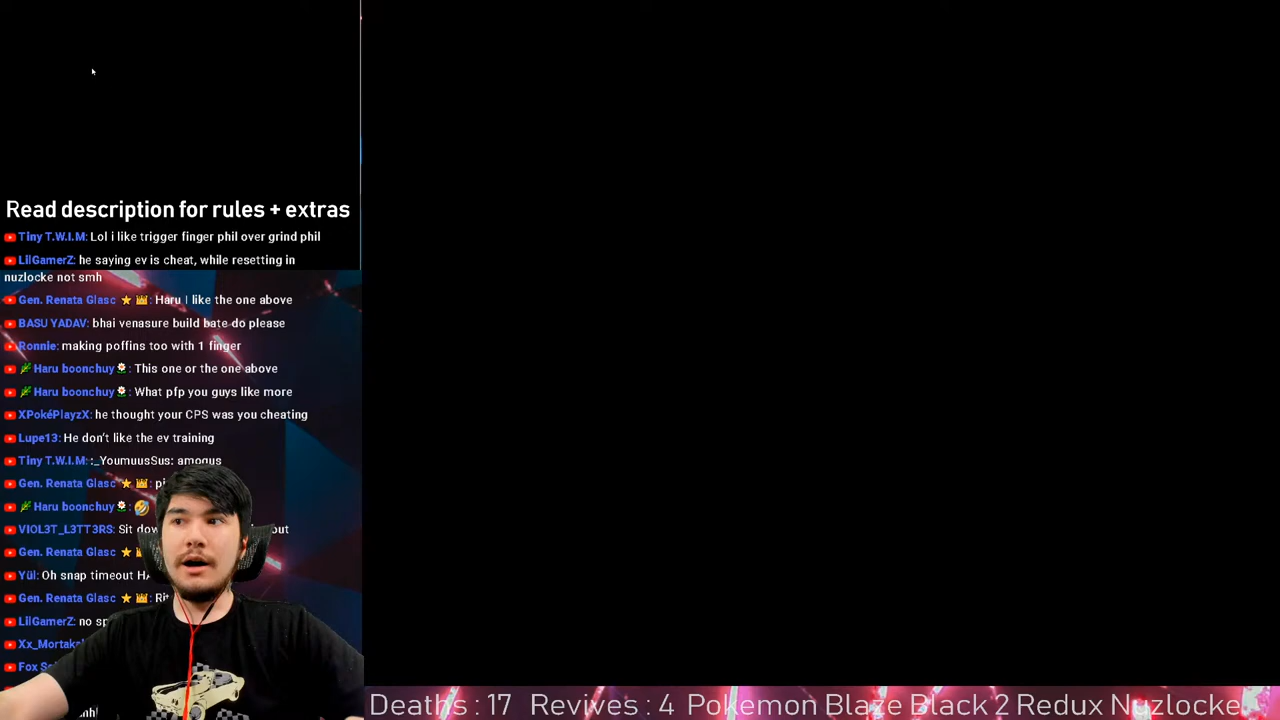 Read description for rules + extras
Tiny T.W.I.M: Lol i like trigger finger phil over grind phil
LilGamerZ: he saying ev is cheat, while resetting in
nuzlocke not smh
Gen. Renata Glasc ⭐ 👑: Haru I like the one above
BASU YADAV: bhai venasure build bate do please
Ronnie: making poffins too with 1 finger
Haru boonchuy: This one or the one above
Haru boonchuy: What pfp you guys like more
XPokéPlayzX: he thought your CPS was you cheating
Lupe13: He don't like the ev training
Tiny T.W.I.M: :_YoumuusSus: amogus
Gen. Renata Glasc ⭐ 👑:
Haru boonchuy: 🤣
VIOL3T_L3TT3RS: Sit
Gen. Renata Glasc ⭐ 👑
Yül: Oh snap timeout
Gen. Renata Glasc ⭐ 👑:
LilGamerZ: no
Fox
Deaths : 17 Revives : 4 Pokemon Blaze Black 2 Redux Nuzlocke